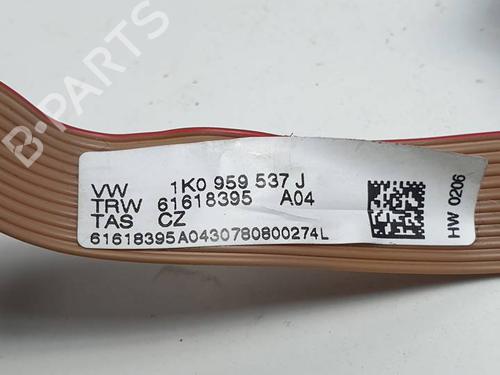 B-PARTS
VW 1K0 959 537 J
TRW 61618395 A04
TAS CZ
61618395A0430780800274L
HW 0206